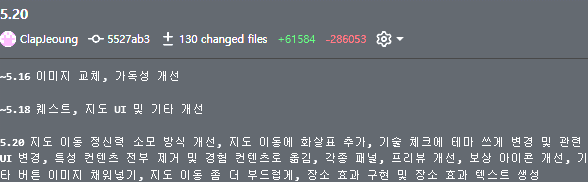 5.20
ClapJeoung 5527ab3 130 changed files +61584 -286053
~5.16 이미지 교체, 가독성 개선
~5.18 퀘스트, 지도 UI 및 기타 개선
5.20 지도 이동 정신력 소모 방식 개선, 지도 이동에 화살표 추가, 기술 체크에 테마 쓰게 변경 및 관련
UI 변경, 특성 컨텐츠 전부 제거 및 경험 컨텐츠로 옮김, 각종 패널, 프리뷰 개선, 보상 아이콘 개선, 기
타 버튼 이미지 채워넣기, 지도 이동 좀 더 부드럽게, 장소 효과 구현 및 장소 효과 텍스트 생성